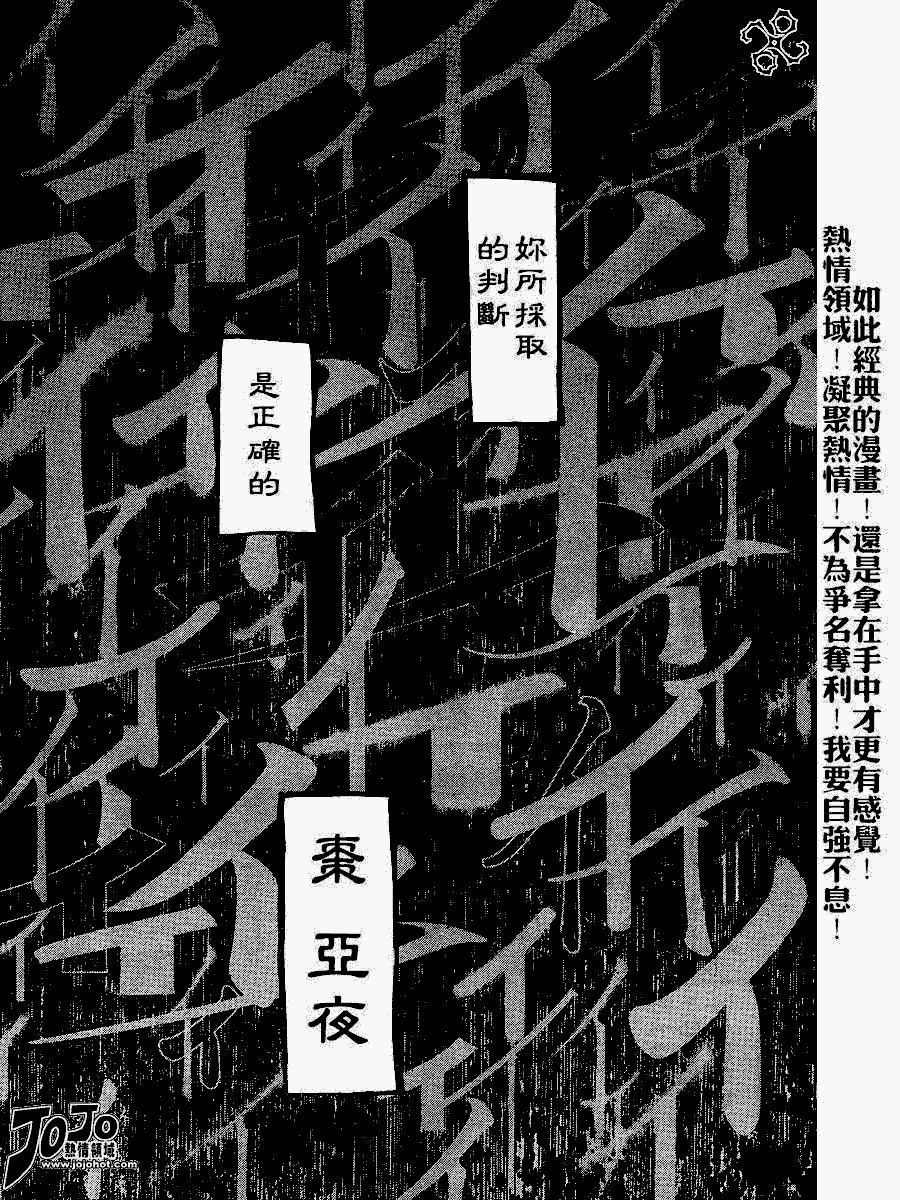 妳所採取
的判斷
是正確的
棗 亞夜
如此經典的漫畫!還是拿在手中才更有感覺!
熱情領域!凝聚熱情!不為爭名奪利!我要自強不息!
JOJO
熱情領域
www.jojohot.com